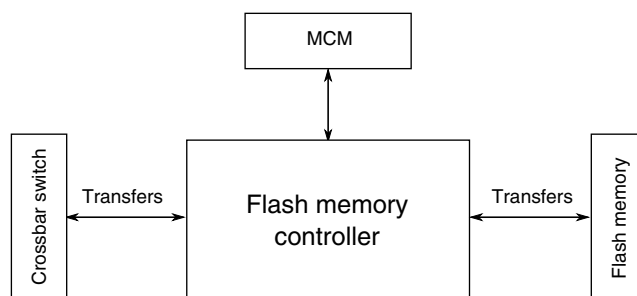 MCM
Crossbar switch
Transfers
Flash memory
controller
Transfers
Flash memory